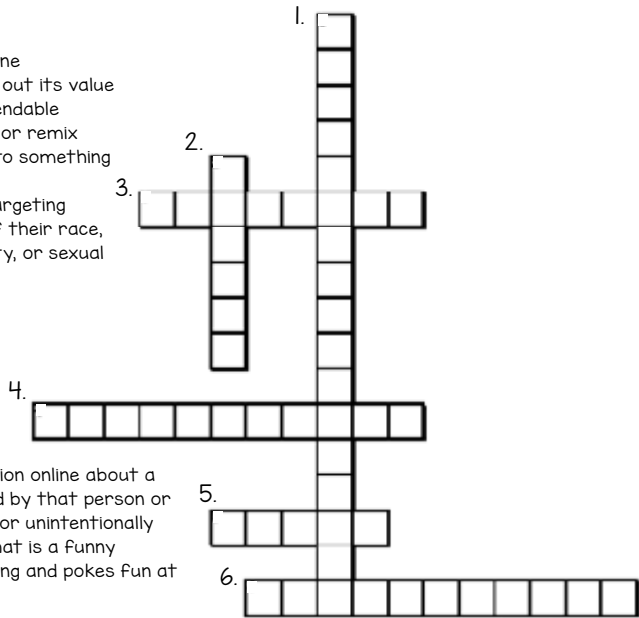 1.
ne
out its value
endable
or remix
to something
2.
3.
argeting
f their race,
ty, or sexual
4.
ion online about a
d by that person or
5.
or unintentionally
hat is a funny
ng and pokes fun at
6.